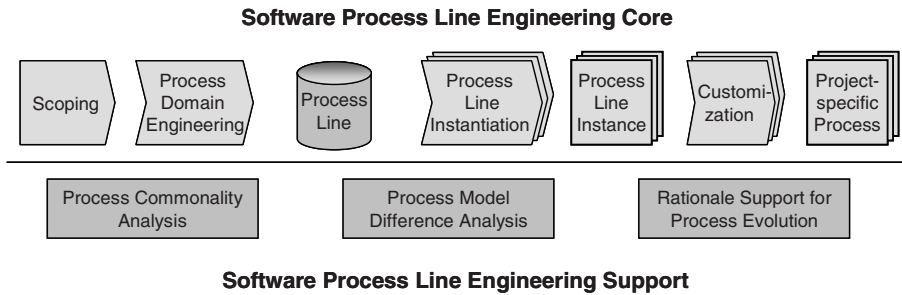 Software Process Line Engineering Core
Scoping
Process
Domain
Engineering
Process
Line
Process
Line
Instantiation
Process
Line
Instance
Customi-
zation
Project-
specific
Process
Process Commonality
Analysis
Process Model
Difference Analysis
Rationale Support for
Process Evolution
Software Process Line Engineering Support